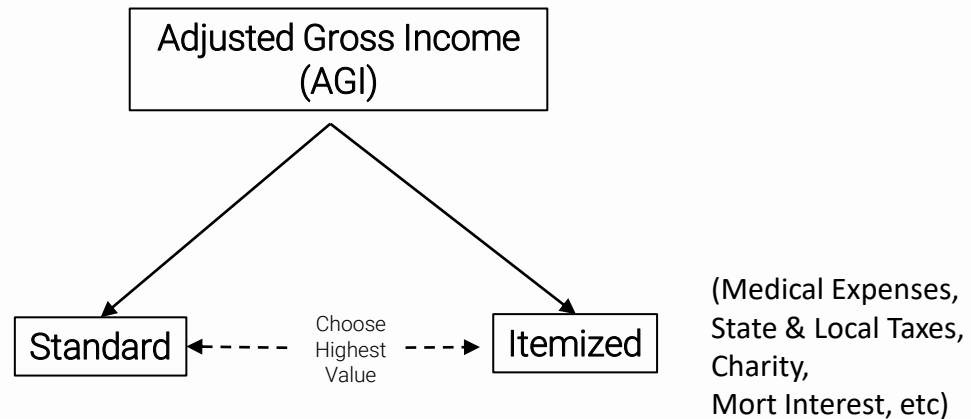 Adjusted Gross Income
(AGI)
Standard
Choose
Highest
Value
Itemized
(Medical Expenses,
State & Local Taxes,
Charity,
Mort Interest, etc)